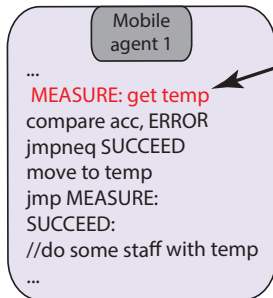 Mobile
agent 1
...
MEASURE: get temp
compare acc, ERROR
jmpneq SUCCEED
move to temp
jmp MEASURE:
SUCCEED:
//do some staff with temp
...